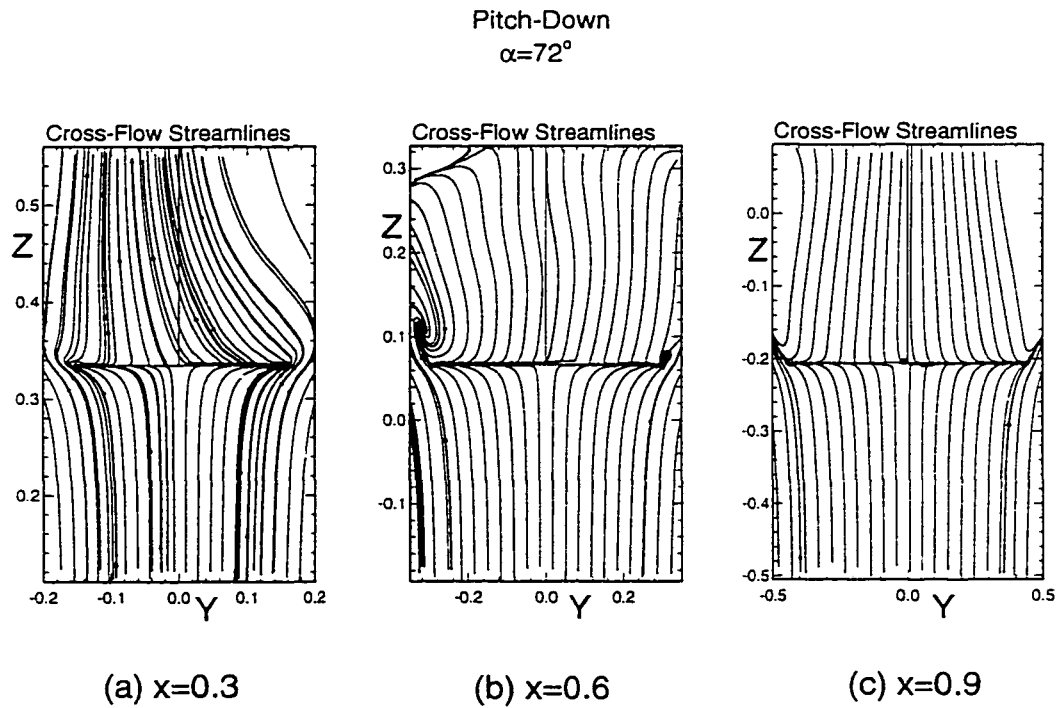 Pitch-Down
α=72°
Cross-Flow Streamlines
0.5
Z
0.4
0.3
0.2
-0.2
-0.1
0.0
Y
0.1
0.2
(a) x=0.3
Cross-Flow Streamlines
0.3
Z
0.2
0.1
0.0
-0.1
-0.2
0.0
Y
0.2
(b) x=0.6
Cross-Flow Streamlines
0.0
Z
-0.1
-0.2
-0.3
-0.4
-0.5
-0.5
0.0
Y
0.5
(c) x=0.9